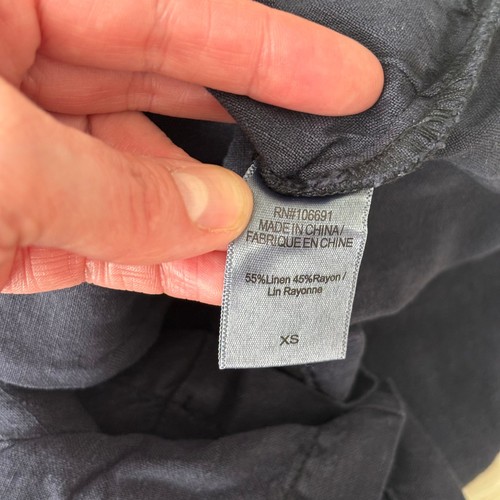 RN#106691
MADE IN CHINA/
FABRIQUE EN CHINE
55%Linen 45%Rayon/
Lin Rayonne
XS